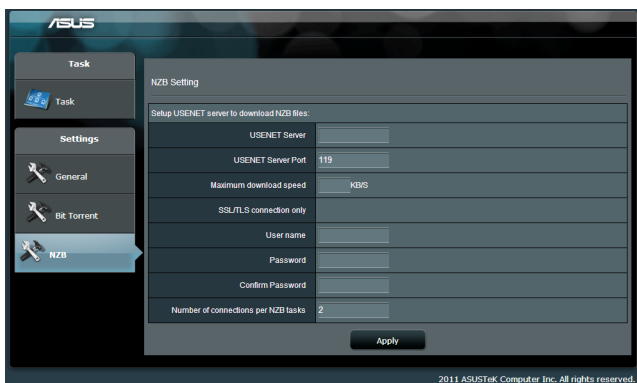 ASUS
Task
Task
Settings
General
Bit Torrent
NZB
NZB Setting
Setup USENET server to download NZB files:
USENET Server
USENET Server Port 119
Maximum download speed KB/S
SSL/TLS connection only
User name
Password
Confirm Password
Number of connections per NZB tasks 2
Apply
2011 ASUSTeK Computer Inc. All rights reserved.